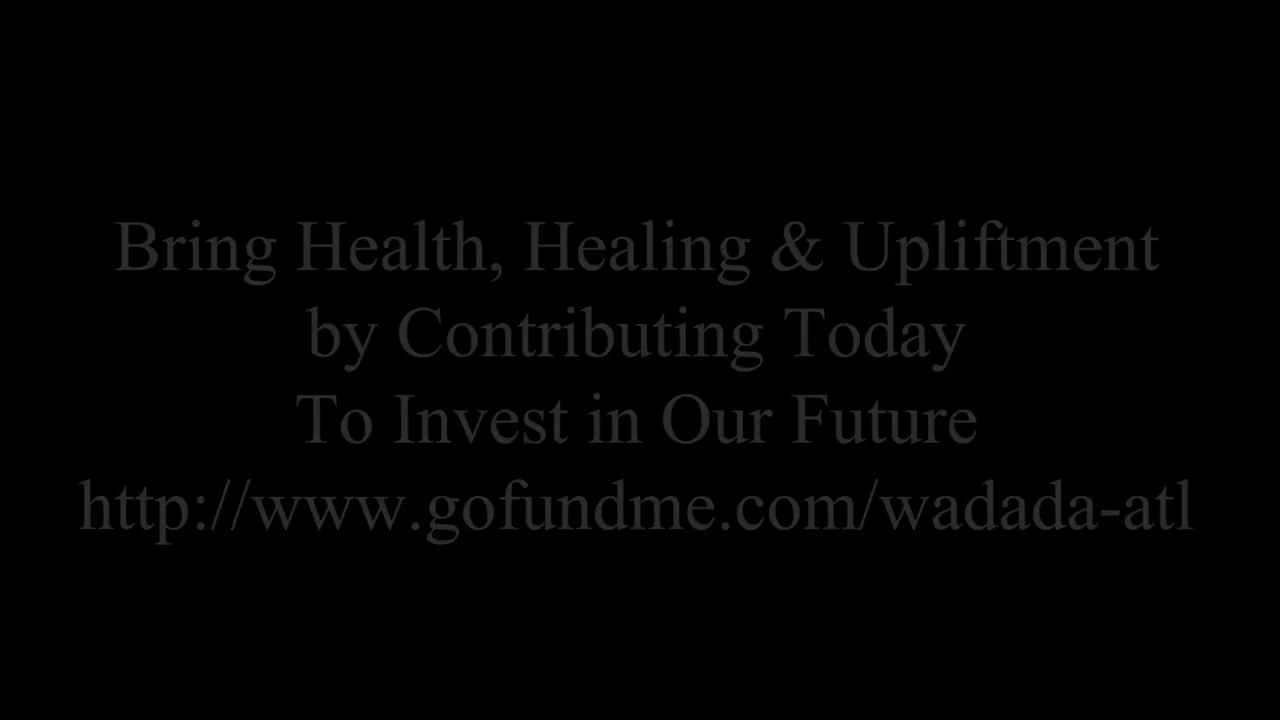 Bring Health, Healing & Upliftment
by Contributing Today
To Invest in Our Future
http://www.gofundme.com/wadada-atl